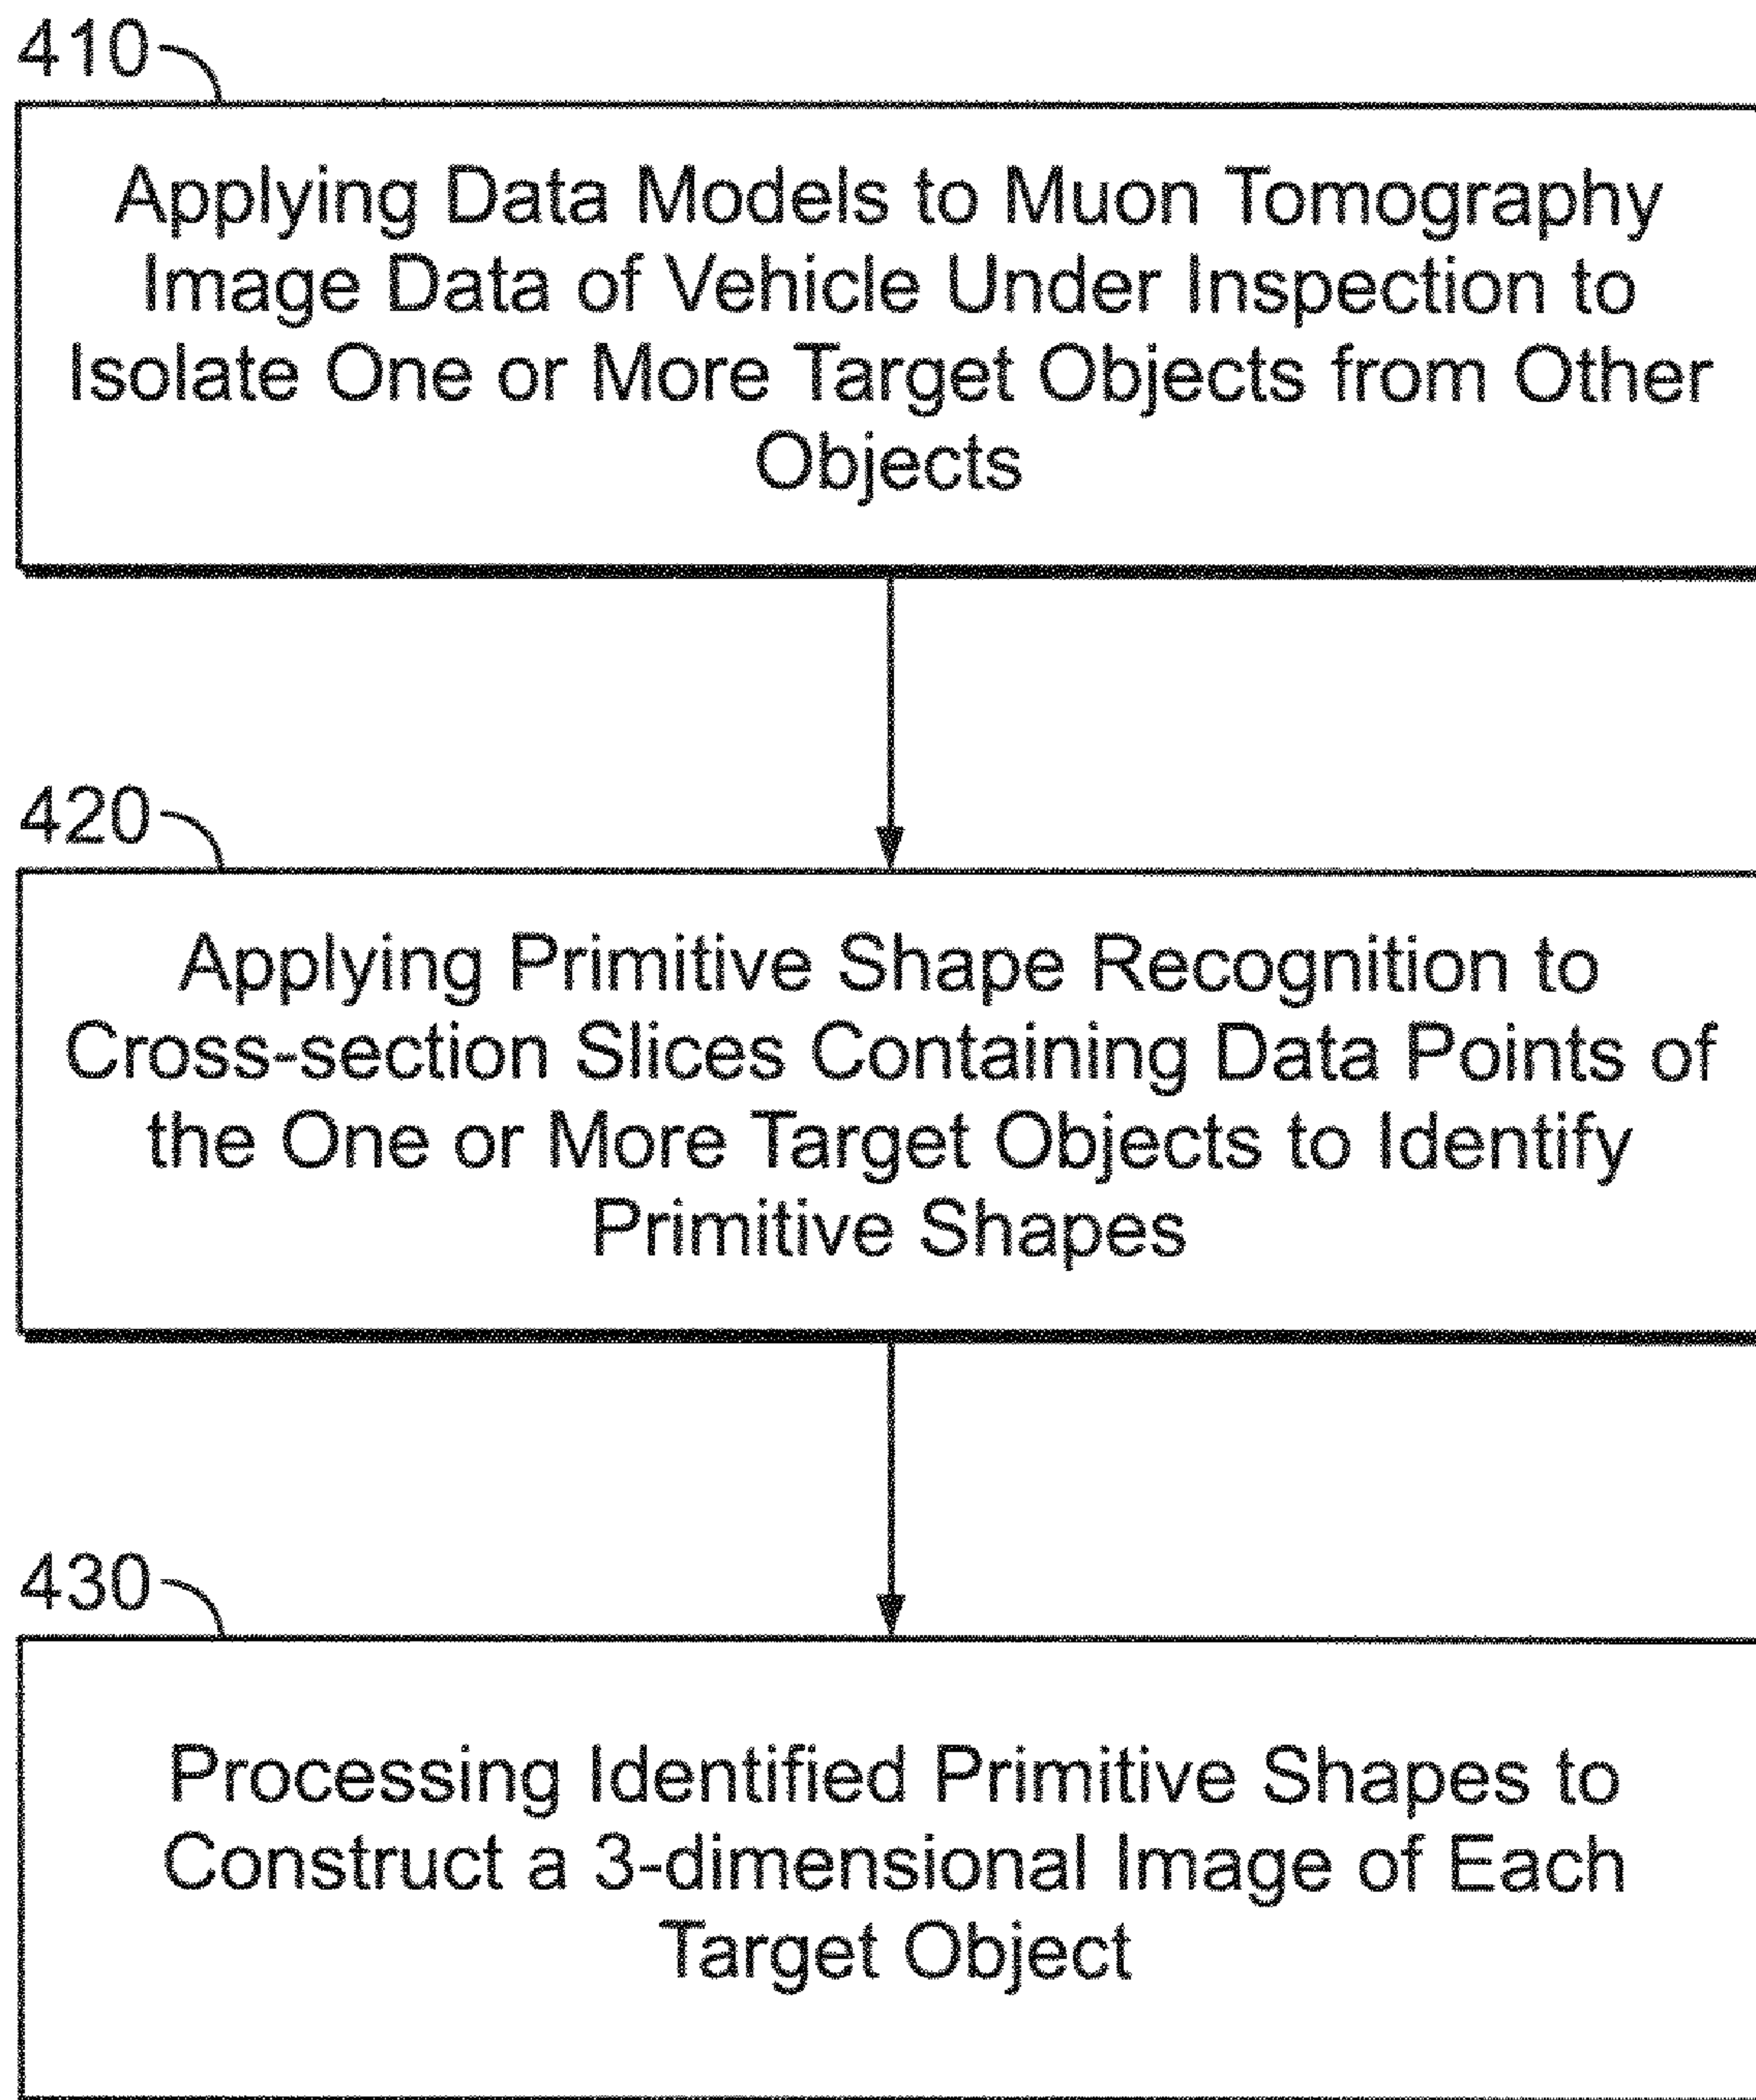 410
Applying Data Models to Muon Tomography
Image Data of Vehicle Under Inspection to
Isolate One or More Target Objects from Other
Objects
420
Applying Primitive Shape Recognition to
Cross-section Slices Containing Data Points of
the One or More Target Objects to Identify
Primitive Shapes
430
Processing Identified Primitive Shapes to
Construct a 3-dimensional Image of Each
Target Object